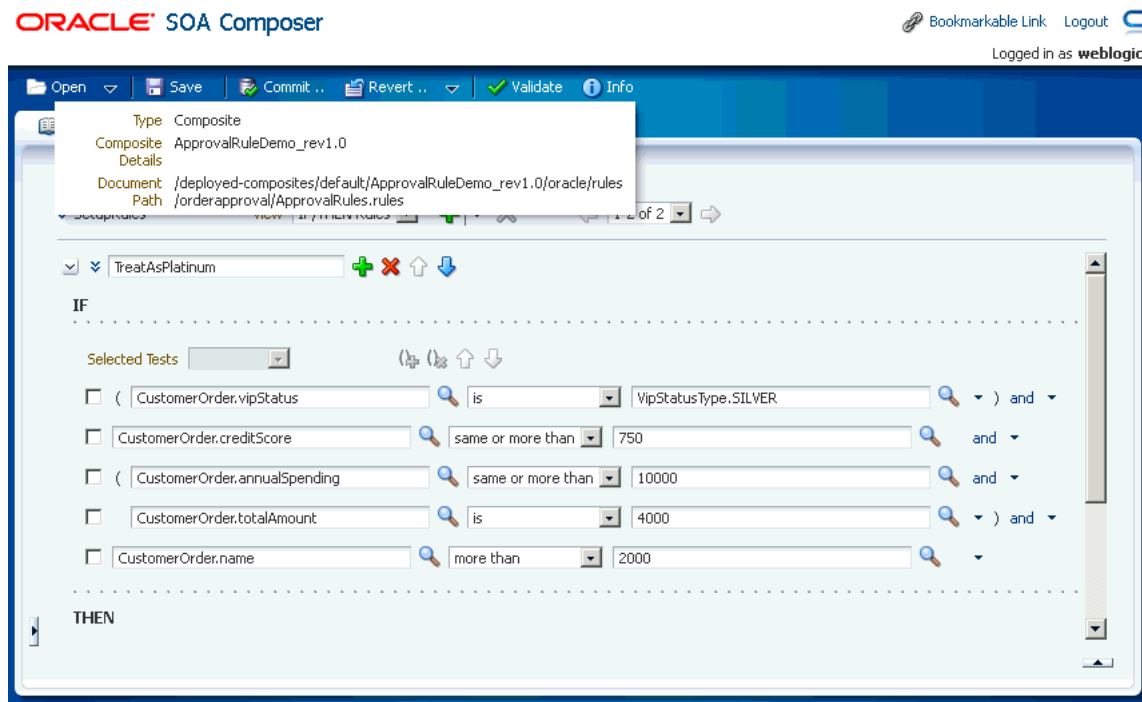 ORACLE SOA Composer
Bookmarkable Link Logout
Logged in as weblogic
Open Save Commit .. Revert .. Validate Info
Type Composite
Composite Details ApprovalRuleDemo_rev1.0
Document Path /deployed-composites/default/ApprovalRuleDemo_rev1.0/oracle/rules
/orderapproval/ApprovalRules.rules
of 2
TreatAsPlatinum
IF
Selected Tests
( CustomerOrder.vipStatus is VipStatusType.SILVER ) and
CustomerOrder.creditScore same or more than 750 and
( CustomerOrder.annualSpending same or more than 10000 and
CustomerOrder.totalAmount is 4000 ) and
CustomerOrder.name more than 2000
THEN